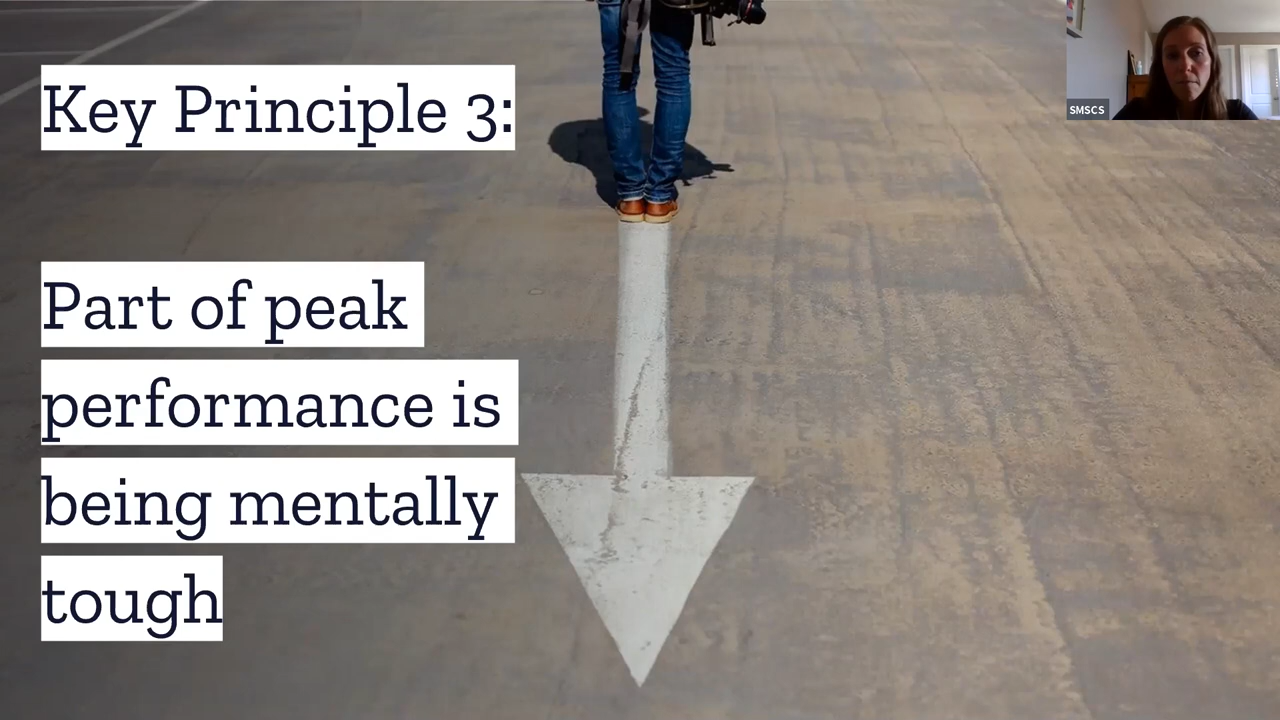 Key Principle 3:
Part of peak
performance is
being mentally
tough
SMSCS